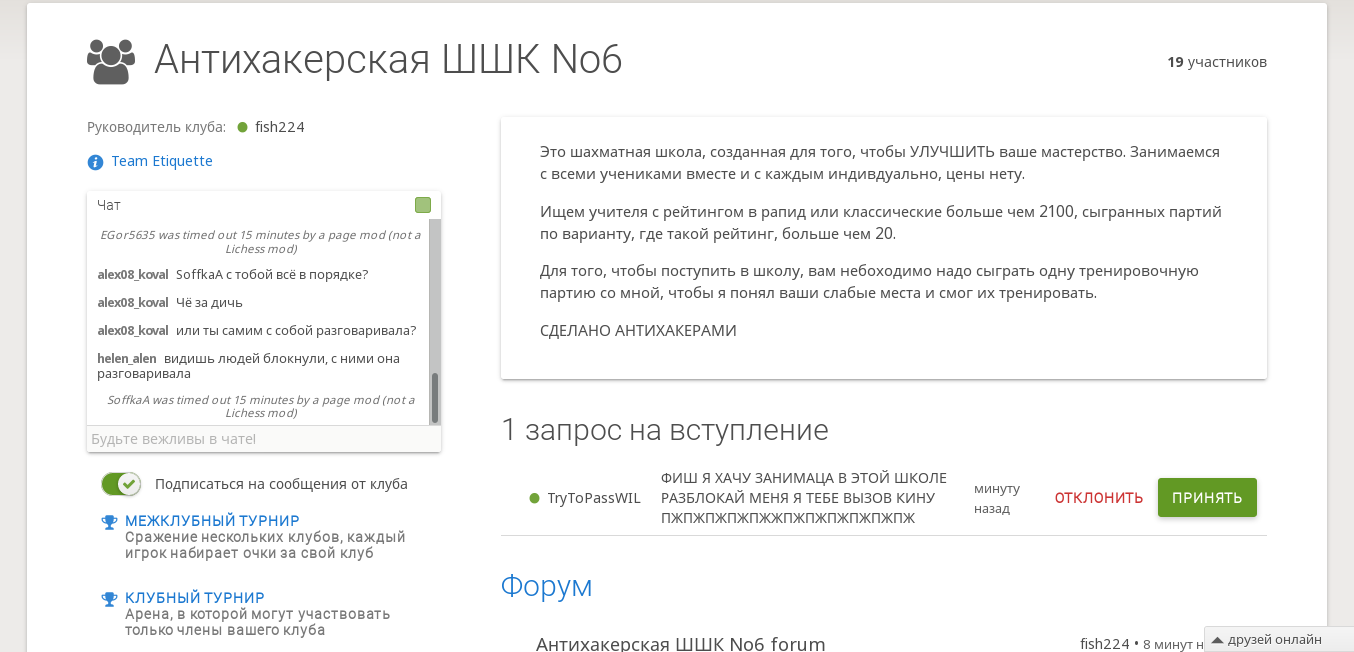 Антихакерская ШШК No6
19 участников
Руководитель клуба: fish224
Team Etiquette
Чат
EGor5635 was timed out 15 minutes by a page mod (not a
Lichess mod)
alex08_koval SoffkaA с тобой всё в порядке?
alex08_koval Чё за дичь
alex08_koval или ты самим с собой разговаривала?
helen_alen видишь людей блокнули, с ними она
разговаривала
SoffkaA was timed out 15 minutes by a page mod (not a
Lichess mod)
Будьте вежливы в чате!
Подписаться на сообщения от клуба
МЕЖКЛУБНЫЙ ТУРНИР
Сражение нескольких клубов, каждый
игрок набирает очки за свой клуб
КЛУБНЫЙ ТУРНИР
Арена, в которой могут участвовать
только члены вашего клуба
Это шахматная школа, созданная для того, чтобы УЛУЧШИТЬ ваше мастерство. Занимаемся
с всеми учениками вместе и с каждым индивдуально, цены нету.
Ищем учителя с рейтингом в рапид или классические больше чем 2100, сыгранных партий
по варианту, где такой рейтинг, больше чем 20.
Для того, чтобы поступить в школу, вам небоходимо надо сыграть одну тренировочную
партию со мной, чтобы я понял ваши слабые места и смог их тренировать.
СДЕЛАНО АНТИХАКЕРАМИ
1 запрос на вступление
TryToPassWIL
ФИШ Я ХАЧУ ЗАНИМАЦА В ЭТОЙ ШКОЛЕ
РАЗБЛОКАЙ МЕНЯ Я ТЕБЕ ВЫЗОВ КИНУ
ПЖПЖПЖПЖПЖЖПЖПЖПЖПЖПЖПЖ
минуту
назад
ОТКЛОНИТЬ
ПРИНЯТЬ
Форум
Антихакерская ШШК No6 forum
fish224 • 8 минут н
друзей онлайн